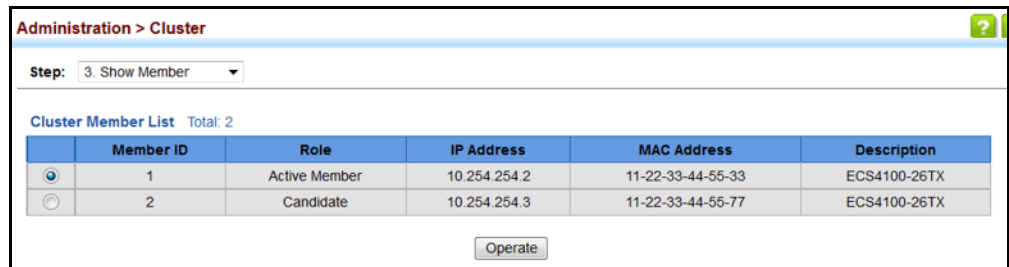 Administration > Cluster
?
Step: 3. Show Member
Cluster Member List Total: 2
Member ID Role IP Address MAC Address Description
1 Active Member 10.254.254.2 11-22-33-44-55-33 ECS4100-26TX
2 Candidate 10.254.254.3 11-22-33-44-55-77 ECS4100-26TX
Operate